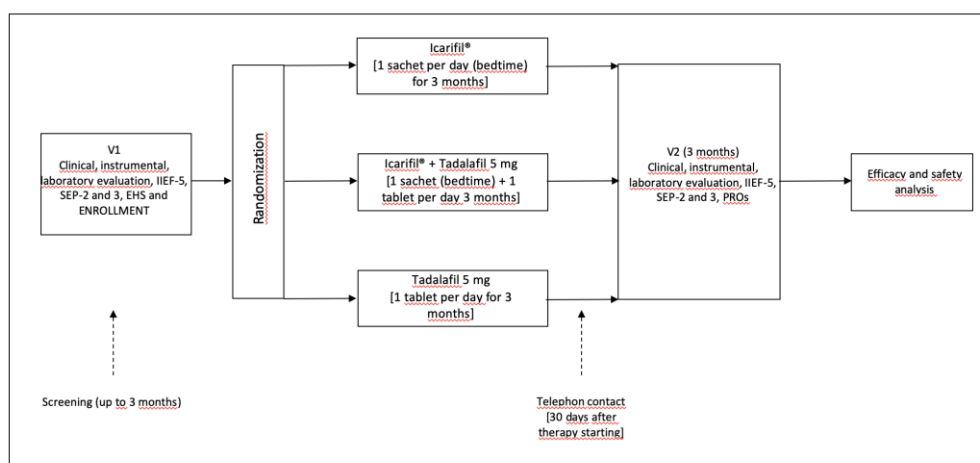 V1
Clinical, instrumental,
laboratory evaluation, IIEF-5,
SEP-2 and 3, EHS and
ENROLLMENT
Randomization
Icarifil®
[1 sachet per day (bedtime)
for 3 months]
Icarifil® + Tadalafil 5 mg
[1 sachet (bedtime) + 1
tablet per day 3 months]
Tadalafil 5 mg
[1 tablet per day for 3
months]
V2 (3 months)
Clinical, instrumental,
laboratory evaluation, IIEF-5,
SEP-2 and 3, PROs
Efficacy and safety
analysis
Screening (up to 3 months)
Telephon contact
[30 days after
therapy starting]